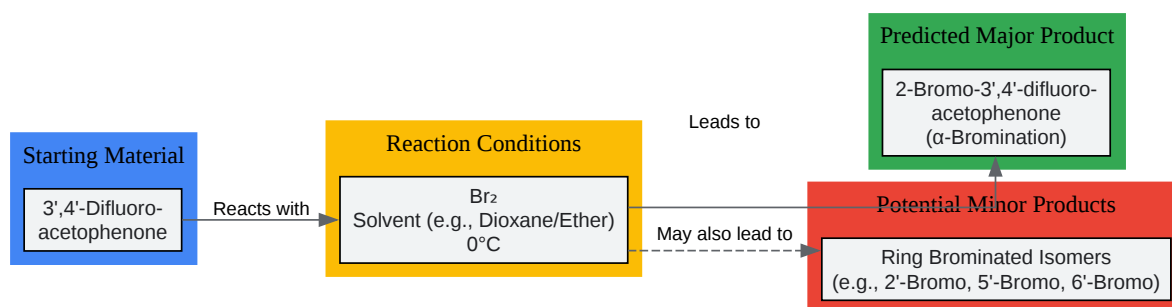 Starting Material
3',4'-Difluoro-
acetophenone
Reacts with
Reaction Conditions
Br₂
Solvent (e.g., Dioxane/Ether)
0°C
Leads to
Predicted Major Product
2-Bromo-3',4'-difluoro-
acetophenone
(α-Bromination)
May also lead to
Potential Minor Products
Ring Brominated Isomers
(e.g., 2'-Bromo, 5'-Bromo, 6'-Bromo)